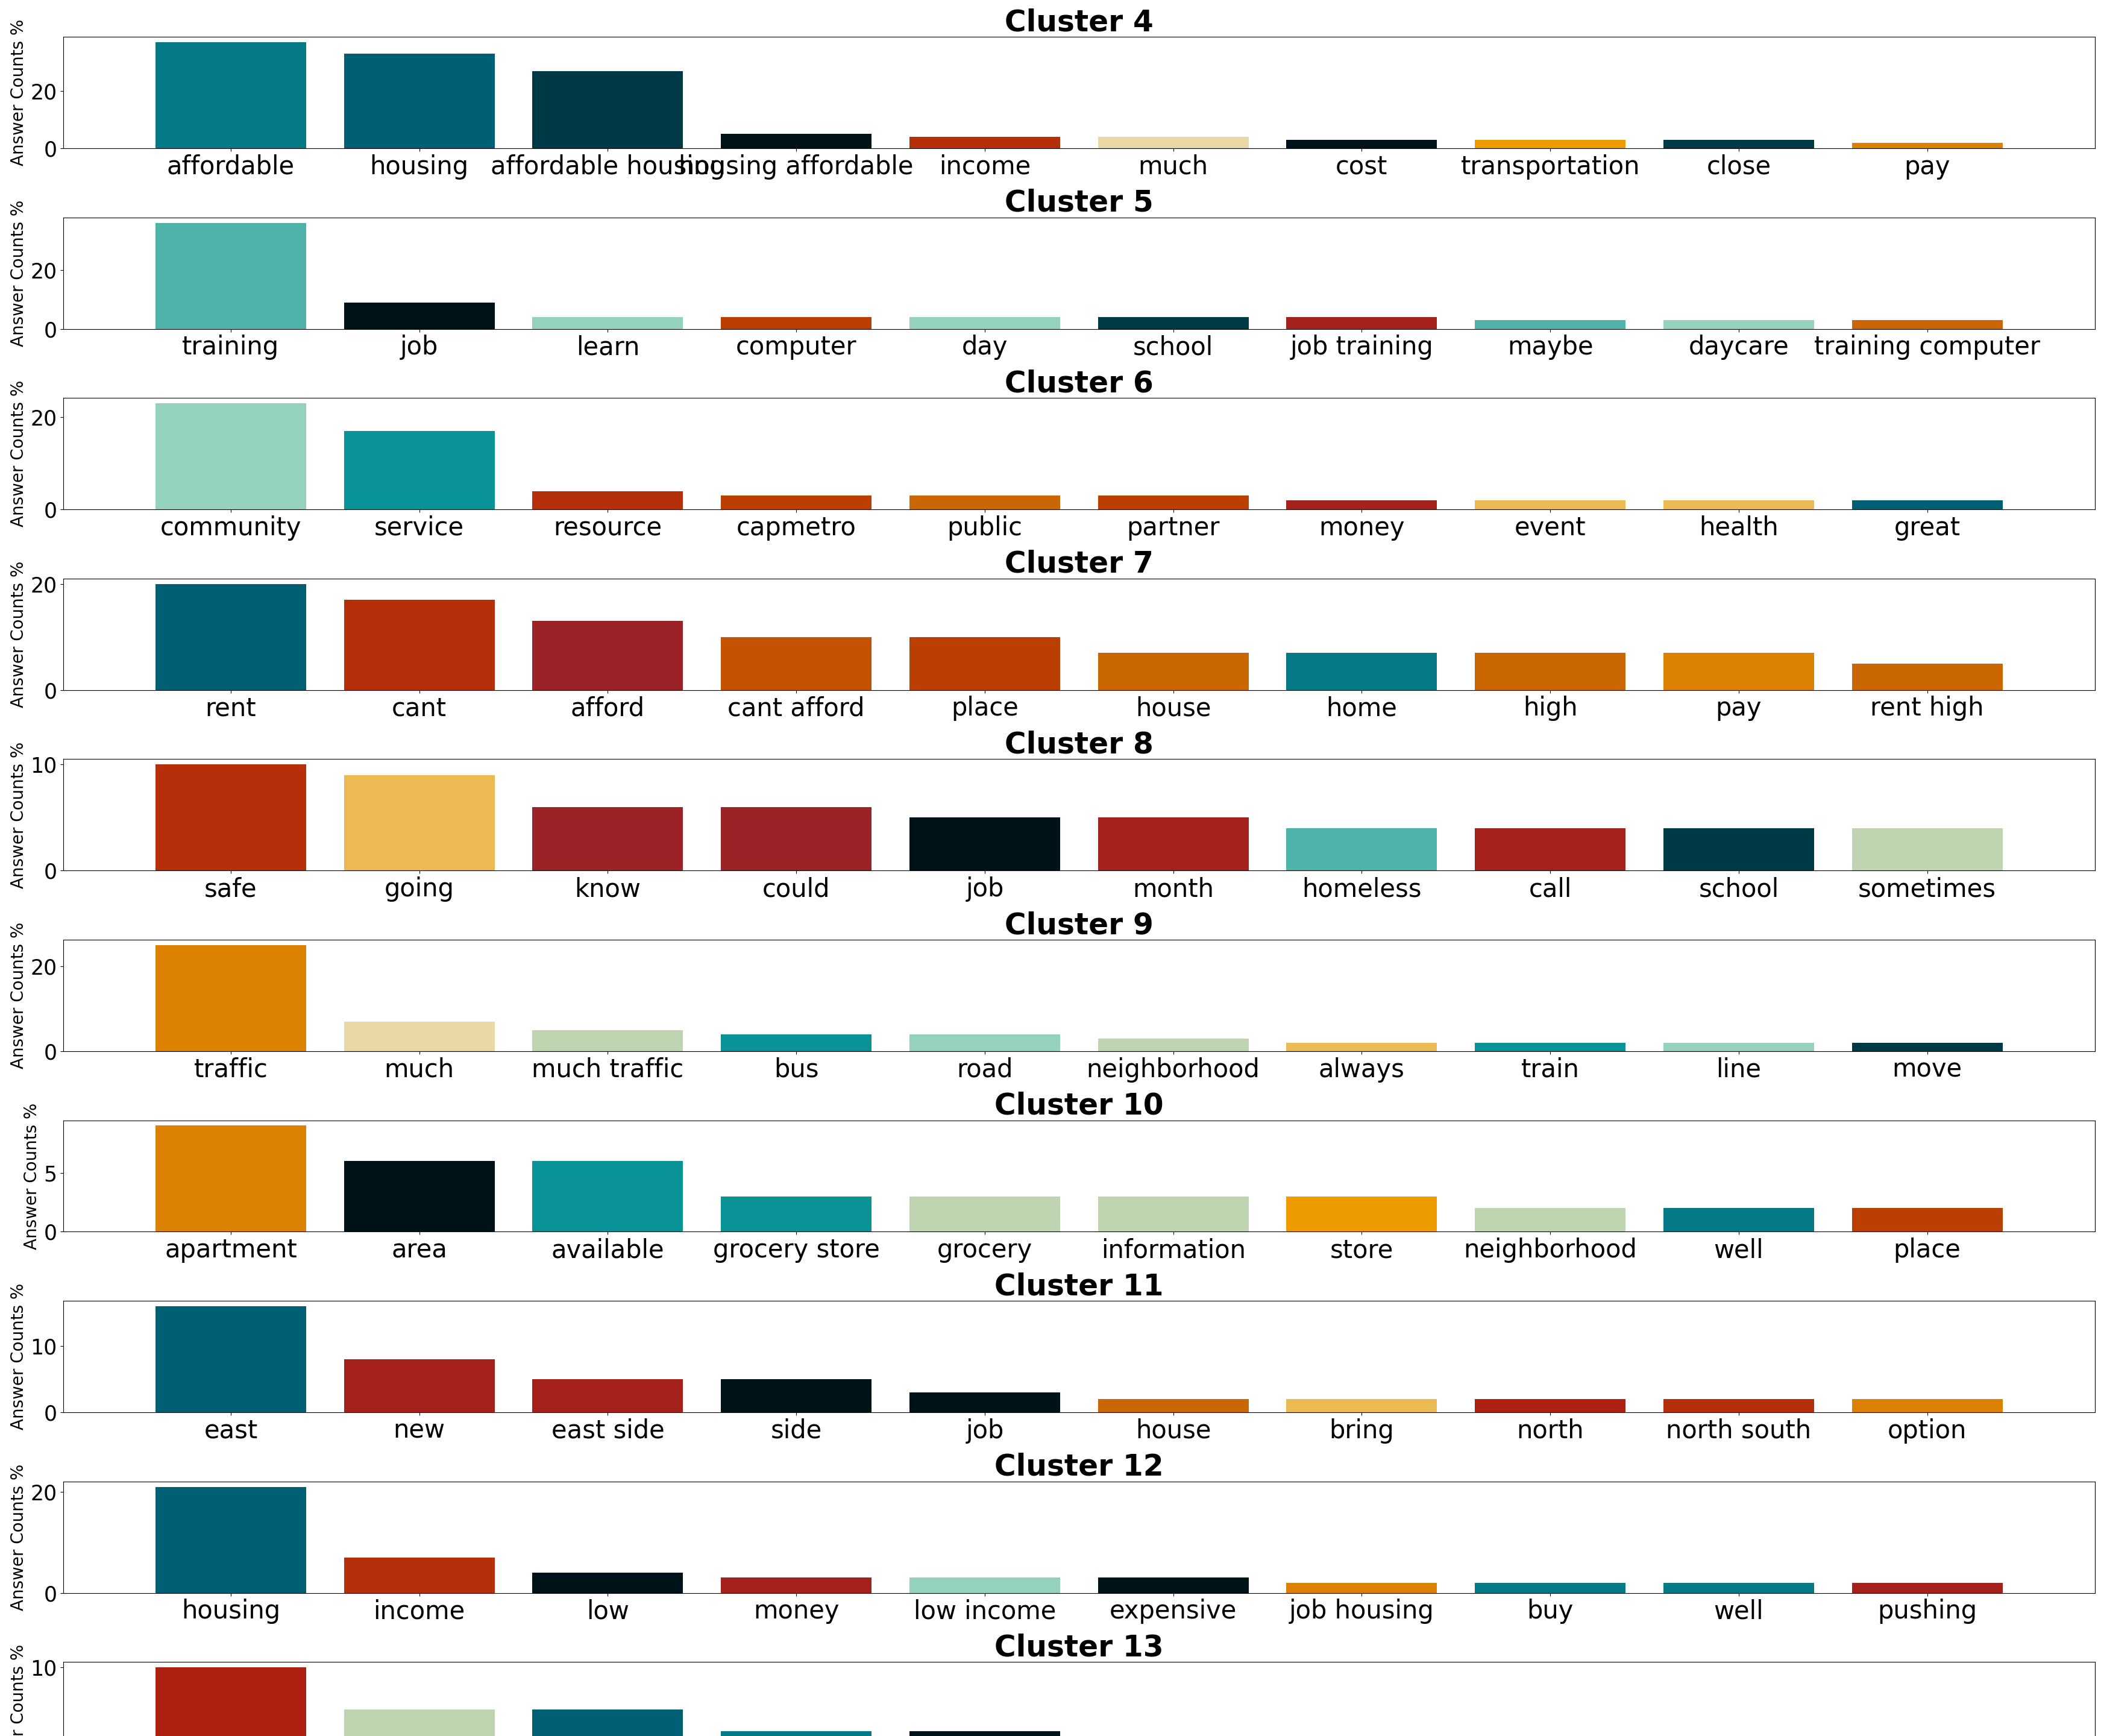 Cluster 4
Answer Counts %
20
0
affordable housing affordable housing housing affordable income much cost transportation close pay
Cluster 5
Answer Counts %
20
0
training job learn computer day school job training maybe daycare training computer
Cluster 6
Answer Counts %
20
0
community service resource capmetro public partner money event health great
Cluster 7
Answer Counts %
20
0
rent cant afford cant afford place house home high pay rent high
Cluster 8
Answer Counts %
10
0
safe going know could job month homeless call school sometimes
Cluster 9
Answer Counts %
20
0
traffic much much traffic bus road neighborhood always train line move
Cluster 10
Answer Counts %
5
0
apartment area available grocery store grocery information store neighborhood well place
Cluster 11
Answer Counts %
10
0
east new east side side job house bring north north south option
Cluster 12
Answer Counts %
20
0
housing income low money low income expensive job housing buy well pushing
Cluster 13
Counts %
10